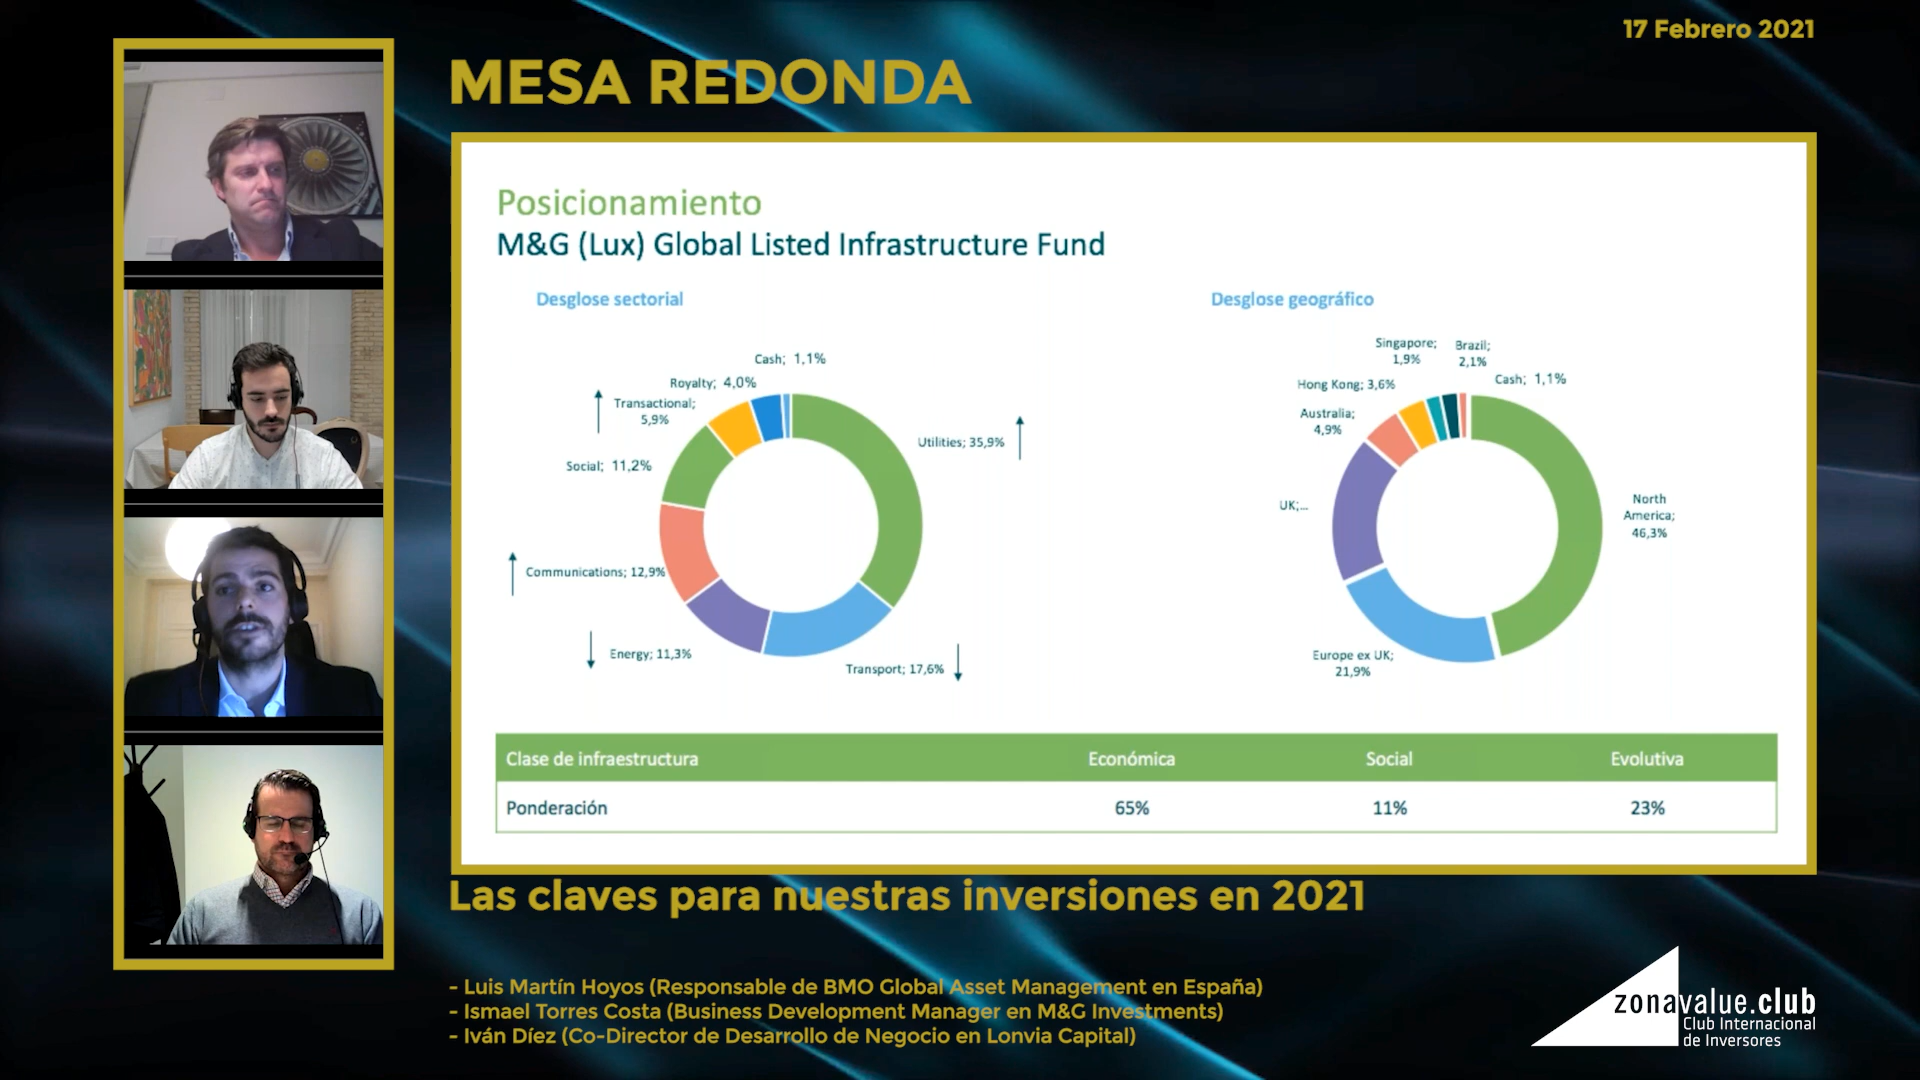 17 Febrero 2021
MESA REDONDA
Posicionamiento
M&G (Lux) Global Listed Infrastructure Fund
Desglose sectorial
Cash; 1,1%
Royalty; 4,0%
Transactional;
5,9%
Utilities; 35,9%
Social; 11,2%
Communications; 12,9%
Energy; 11,3%
Transport; 17,6%
Desglose geográfico
Singapore;
1,9%
Brazil;
2,1%
Cash; 1,1%
Hong Kong; 3,6%
Australia;
4,9%
UK;...
North
America;
46,3%
Europe ex UK;
21,9%
Clase de infraestructura Económica Social Evolutiva
Ponderación 65% 11% 23%
Las claves para nuestras inversiones en 2021
- Luis Martín Hoyos (Responsable de BMO Global Asset Management en España)
- Ismael Torres Costa (Business Development Manager en M&G Investments)
- Iván Díez (Co-Director de Desarrollo de Negocio en Lonvia Capital)
zonavalue.club
Club Internacional
de Inversores